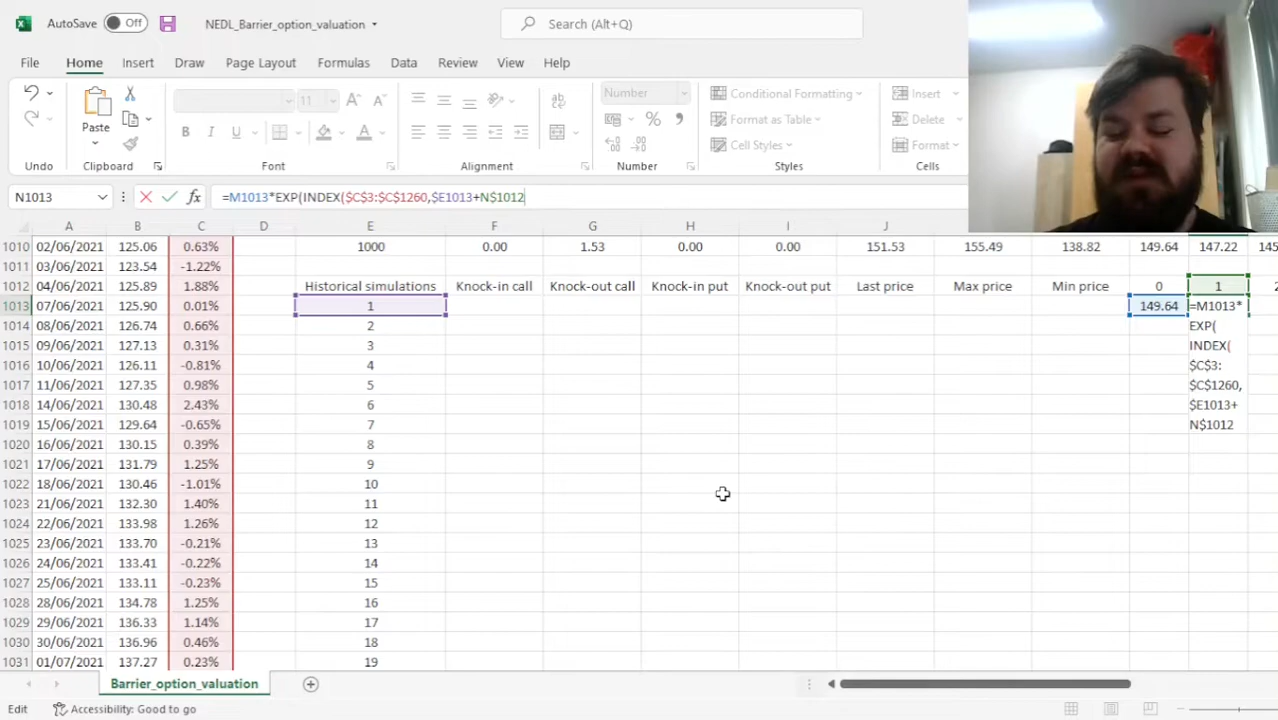 AutoSave Off NEDL_Barrier_option_valuation Search (Alt+Q)
File Home Insert Draw Page Layout Formulas Data Review View Help
11 A A ab Number Conditional Formatting Insert
Paste B I U A % Format as Table Delete
Cell Styles Format
Undo Clipboard Font Alignment Number Styles Cells
N1013 fx =M1013*EXP(INDEX($C$3:$C$1260,$E1013+N$1012
A B C D E F G H I J K L M N
1010 02/06/2021 125.06 0.63% 1000 0.00 1.53 0.00 0.00 151.53 155.49 138.82 149.64 147.22 145
1011 03/06/2021 123.54 -1.22%
1012 04/06/2021 125.89 1.88% Historical simulations Knock-in call Knock-out call Knock-in put Knock-out put Last price Max price Min price 0 1 2
1013 07/06/2021 125.90 0.01% 1 149.64 =M1013*
1014 08/06/2021 126.74 0.66% 2 EXP(
1015 09/06/2021 127.13 0.31% 3 INDEX(
1016 10/06/2021 126.11 -0.81% 4 $C$3:
1017 11/06/2021 127.35 0.98% 5 $C$1260,
1018 14/06/2021 130.48 2.43% 6 $E1013+
1019 15/06/2021 129.64 -0.65% 7 N$1012
1020 16/06/2021 130.15 0.39% 8
1021 17/06/2021 131.79 1.25% 9
1022 18/06/2021 130.46 -1.01% 10
1023 21/06/2021 132.30 1.40% 11
1024 22/06/2021 133.98 1.26% 12
1025 23/06/2021 133.70 -0.21% 13
1026 24/06/2021 133.41 -0.22% 14
1027 25/06/2021 133.11 -0.23% 15
1028 28/06/2021 134.78 1.25% 16
1029 29/06/2021 136.33 1.14% 17
1030 30/06/2021 136.96 0.46% 18
1031 01/07/2021 137.27 0.23% 19
Barrier_option_valuation
Edit Accessibility: Good to go